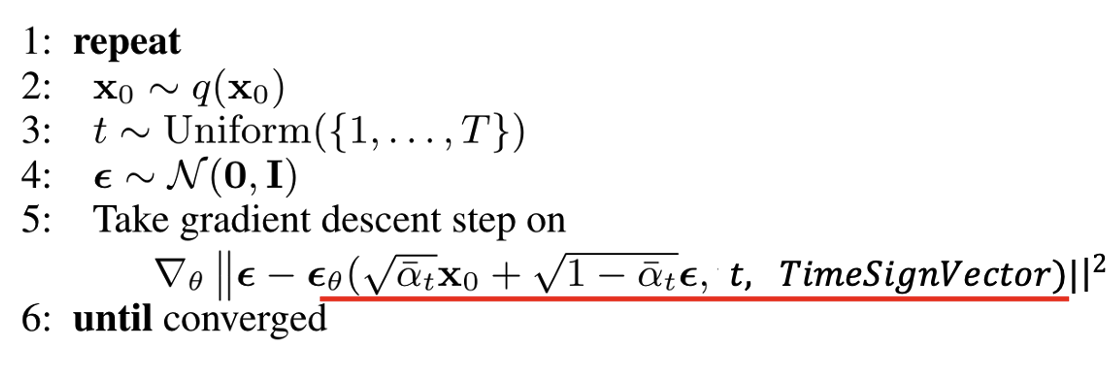 1: repeat
2: x₀ ∼ q(x₀)
3: t ∼ Uniform({1, . . . , T})
4: ϵ ∼ 𝒩(0, I)
5: Take gradient descent step on
∇θ ||ϵ − ϵθ(√ᾱₜx₀ + √1 − ᾱₜϵ, t, TimeSignVector)||²
6: until converged